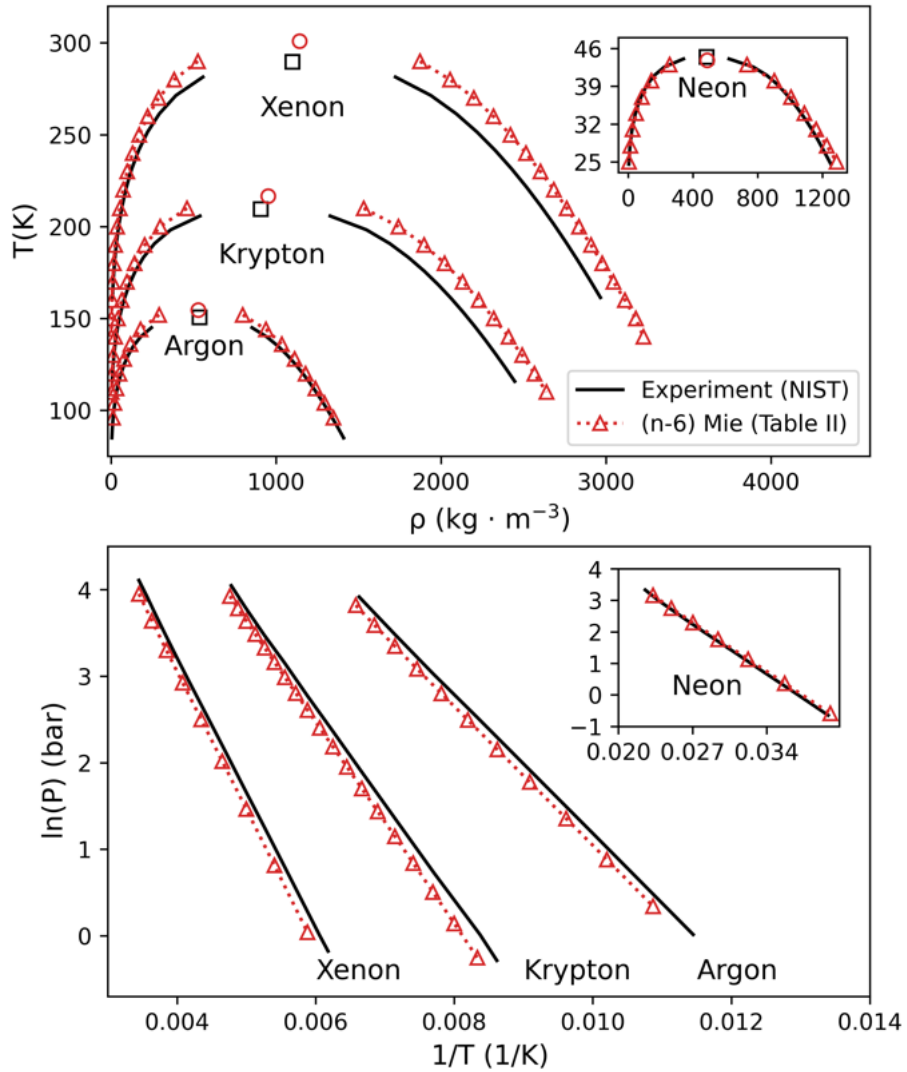 300
250
200
150
100
T(K)
Xenon
Krypton
Argon
46
39
32
25
Neon
0 400 800 1200
Experiment (NIST)
(n-6) Mie (Table II)
0 1000 2000 3000 4000
ρ (kg · m⁻³)
4
3
2
1
0
ln(P) (bar)
4
3
2
1
0
−1
Neon
0.020 0.027 0.034
Xenon Krypton Argon
0.004 0.006 0.008 0.010 0.012 0.014
1/T (1/K)